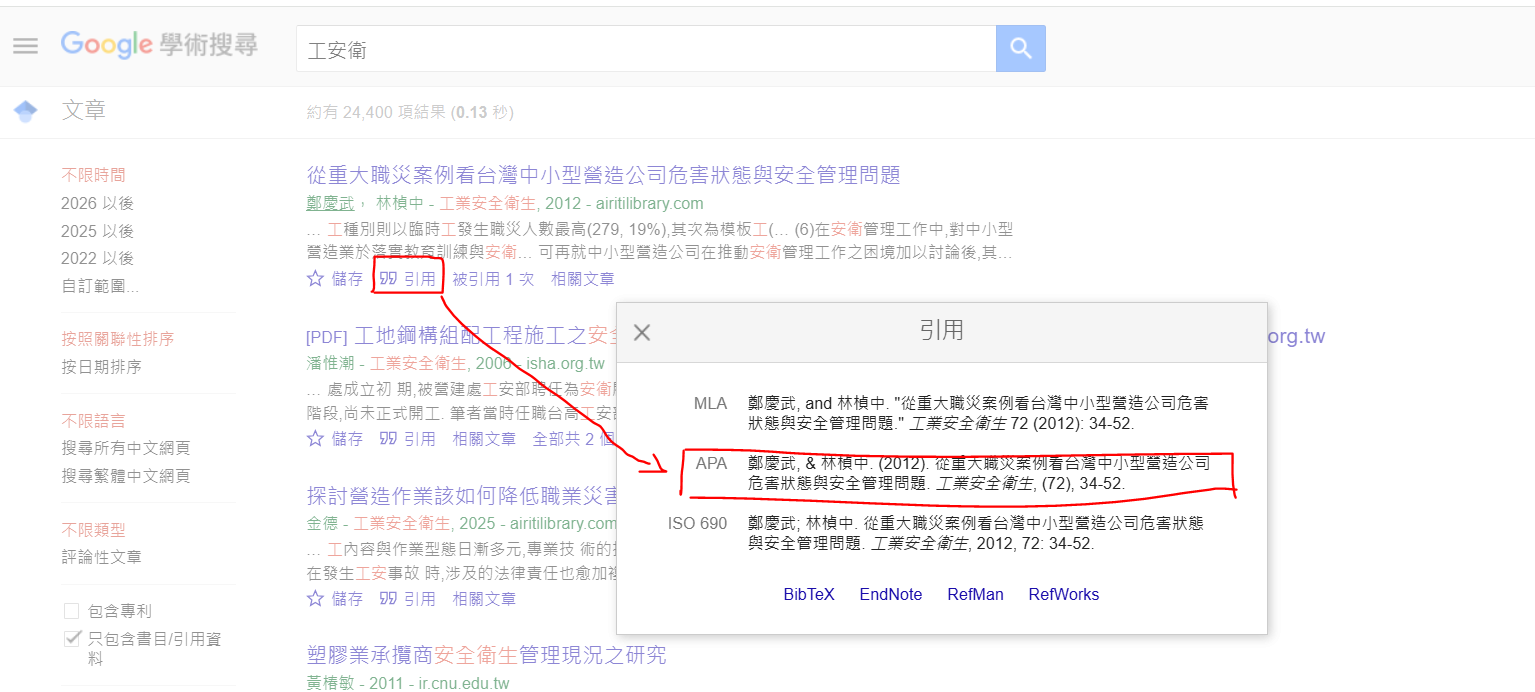 Google 學術搜尋
工安衛
文章
約有 24,400 項結果 (0.13 秒)
不限時間
2026 以後
2025 以後
2022 以後
自訂範圍...
按照關聯性排序
按日期排序
不限語言
搜尋所有中文網頁
搜尋繁體中文網頁
不限類型
評論性文章
包含專利
只包含書目/引用資
料
從重大職災案例看台灣中小型營造公司危害狀態與安全管理問題
鄭慶武, 林楨中 - 工業安全衛生, 2012 - airitilibrary.com
... 工種別則以臨時工發生職災人數最高(279, 19%),其次為模板工(... (6)在安衛管理工作中,對中小型
營造業於落實教育訓練與安衛... 可再就中小型營造公司在推動安衛管理工作之困境加以討論後,其...
儲存 引用 被引用 1 次 相關文章
[PDF] 工地鋼構組配工程施工之安全
org.tw
潘惟潮 - 工業安全衛生, 2006 - isha.org.tw
... 處成立初 期,被營建處工安部聘任為安衛
階段,尚未正式開工. 筆者當時任職台高工安
儲存 引用 相關文章 全部共 2 個
探討營造作業該如何降低職業災害
金德 - 工業安全衛生, 2025 - airitilibrary.com
... 工內容與作業型態日漸多元,專業技 術的
在發生工安事故 時,涉及的法律責任也愈加複
儲存 引用 相關文章
塑膠業承攬商安全衛生管理現況之研究
黃椿敏 - 2011 - ir.cnu.edu.tw
引用
MLA 鄭慶武, and 林楨中. "從重大職災案例看台灣中小型營造公司危害
狀態與安全管理問題." 工業安全衛生 72 (2012): 34-52.
APA 鄭慶武, & 林楨中. (2012). 從重大職災案例看台灣中小型營造公司
危害狀態與安全管理問題. 工業安全衛生, (72), 34-52.
ISO 690 鄭慶武; 林楨中. 從重大職災案例看台灣中小型營造公司危害狀態
與安全管理問題. 工業安全衛生, 2012, 72: 34-52.
BibTeX EndNote RefMan RefWorks